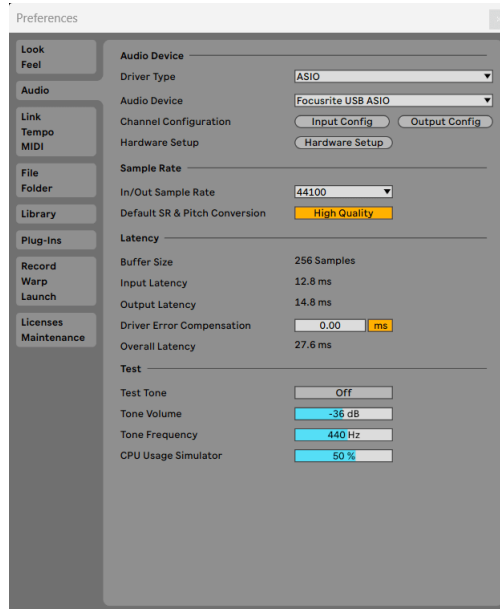 Preferences
Look
Feel
Audio
Link
Tempo
MIDI
File
Folder
Library
Plug-Ins
Record
Warp
Launch
Licenses
Maintenance
Audio Device
Driver Type ASIO
Audio Device Focusrite USB ASIO
Channel Configuration Input Config Output Config
Hardware Setup Hardware Setup
Sample Rate
In/Out Sample Rate 44100
Default SR & Pitch Conversion High Quality
Latency
Buffer Size 256 Samples
Input Latency 12.8 ms
Output Latency 14.8 ms
Driver Error Compensation 0.00 ms
Overall Latency 27.6 ms
Test
Test Tone Off
Tone Volume -36 dB
Tone Frequency 440 Hz
CPU Usage Simulator 50 %